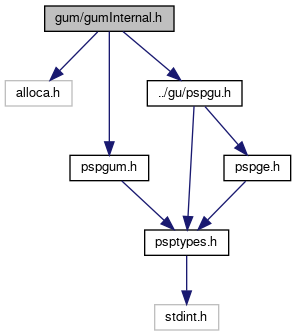 gum/gumInternal.h
alloca.h
../gu/pspgu.h
pspgum.h
pspge.h
psptypes.h
stdint.h